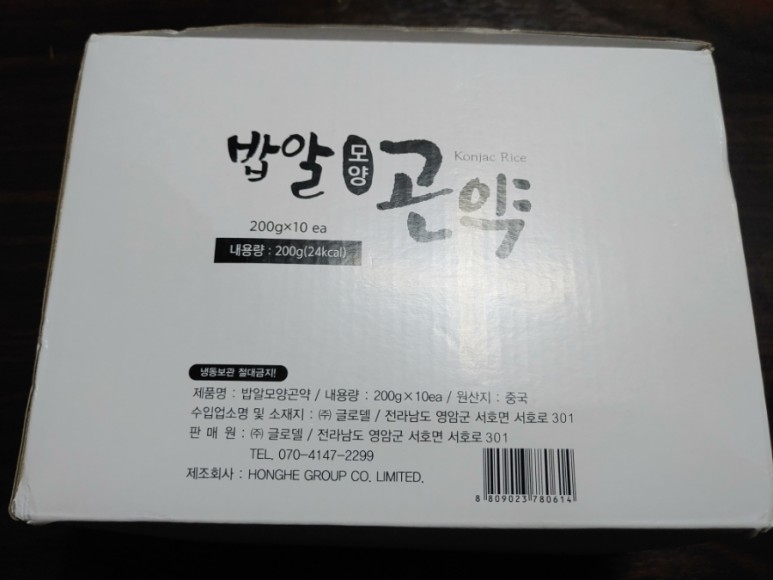 밥알 모양 곤약
Konjac Rice
200g×10 ea
내용량 : 200g(24kcal)
냉동보관 절대금지!
제품명 : 밥알모양곤약 / 내용량 : 200g×10ea / 원산지 : 중국
수입업소명 및 소재지 : ㈜ 글로델 / 전라남도 영암군 서호면 서호로 301
판 매 원 : ㈜ 글로델 / 전라남도 영암군 서호면 서호로 301
TEL. 070-4147-2299
제조회사 : HONGHE GROUP CO. LIMITED.
8 809023 780614